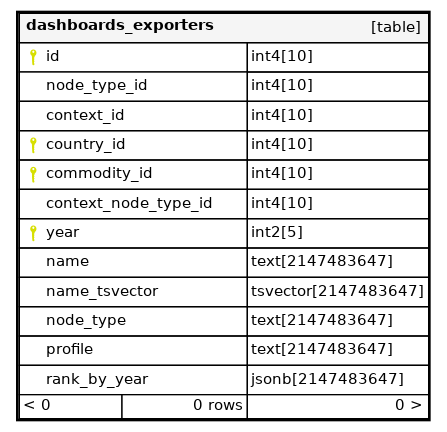 dashboards_exporters [table]
id int4[10]
node_type_id int4[10]
context_id int4[10]
country_id int4[10]
commodity_id int4[10]
context_node_type_id int4[10]
year int2[5]
name text[2147483647]
name_tsvector tsvector[2147483647]
node_type text[2147483647]
profile text[2147483647]
rank_by_year jsonb[2147483647]
< 0 0 rows 0 >